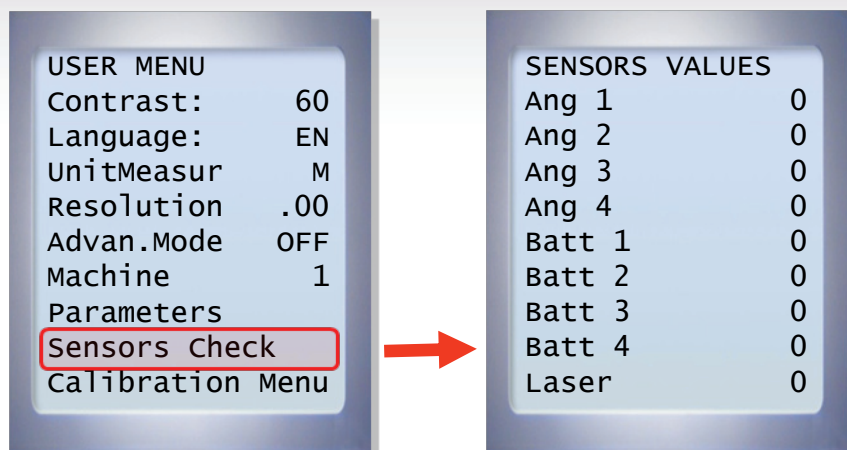 USER MENU
Contrast: 60
Language: EN
UnitMeasur M
Resolution .00
Advan.Mode OFF
Machine 1
Parameters
Sensors Check
Calibration Menu
SENSORS VALUES
Ang 1 0
Ang 2 0
Ang 3 0
Ang 4 0
Batt 1 0
Batt 2 0
Batt 3 0
Batt 4 0
Laser 0